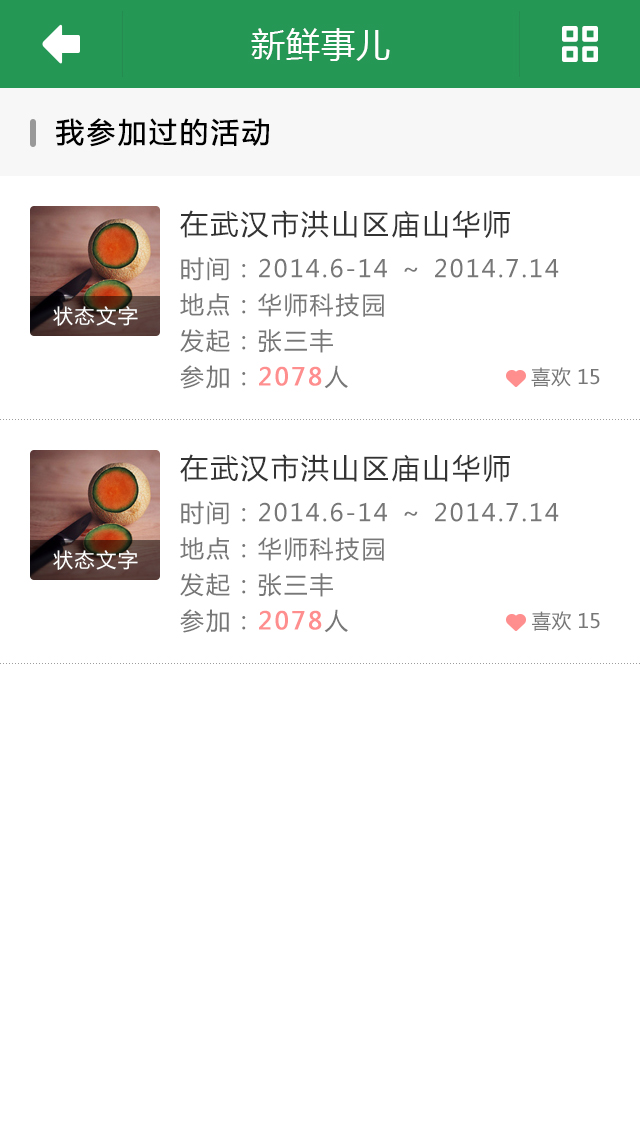 新鲜事儿
我参加过的活动
在武汉市洪山区庙山华师
时间：2014.6-14 ~ 2014.7.14
地点：华师科技园
状态文字
发起：张三丰
参加：2078人
喜欢 15
在武汉市洪山区庙山华师
时间：2014.6-14 ~ 2014.7.14
地点：华师科技园
状态文字
发起：张三丰
参加：2078人
喜欢 15